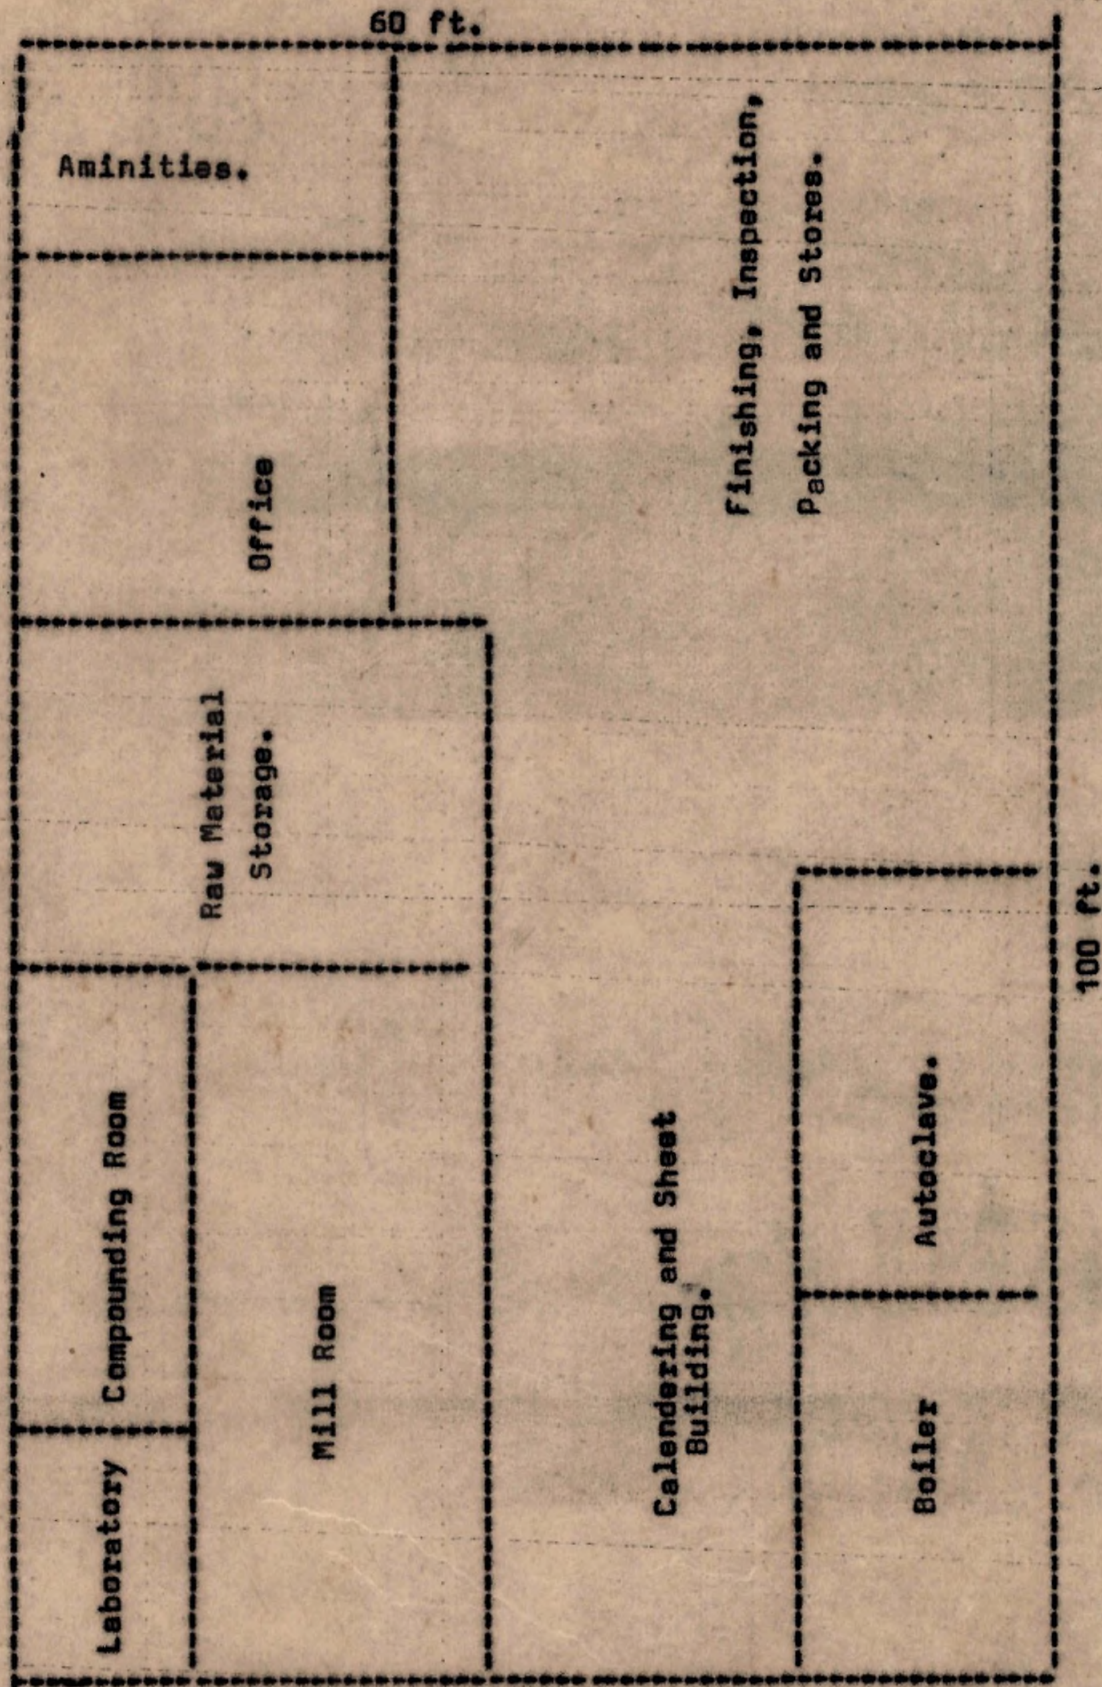 60 ft.
Aminities.
Finishing, Inspection,
Packing and Stores.
Office
Raw Material
Storage.
100 ft.
Compounding Room
Autoclave.
Calendering and Sheet
Building.
Mill Room
Boiler
Laboratory